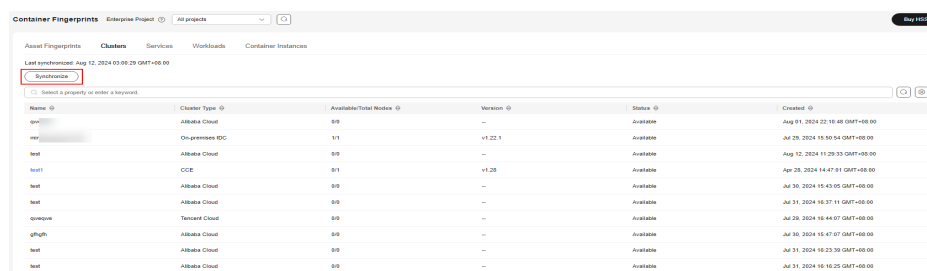 Container Fingerprints Enterprise Project All projects Buy HSS
Asset Fingerprints Clusters Services Workloads Container Instances
Last synchronized: Aug 12, 2024 03:00:29 GMT+08:00
Synchronize
Select a property or enter a keyword.
Name Cluster Type Available/Total Nodes Version Status Created
Alibaba Cloud 0/0 -- Available Aug 01, 2024 22:10:48 GMT+08:00
On-premises IDC 1/1 v1.22.1 Available Jul 29, 2024 15:50:54 GMT+08:00
test Alibaba Cloud 0/0 -- Available Aug 12, 2024 11:29:33 GMT+08:00
test1 CCE 0/1 v1.28 Available Apr 28, 2024 14:47:01 GMT+08:00
test Alibaba Cloud 0/0 -- Available Jul 30, 2024 15:43:05 GMT+08:00
test Alibaba Cloud 0/0 -- Available Jul 31, 2024 16:37:11 GMT+08:00
qweqwe Tencent Cloud 0/0 -- Available Jul 29, 2024 16:44:07 GMT+08:00
gfhgfh Alibaba Cloud 0/0 -- Available Jul 30, 2024 15:47:07 GMT+08:00
test Alibaba Cloud 0/0 -- Available Jul 31, 2024 16:23:39 GMT+08:00
test Alibaba Cloud 0/0 -- Available Jul 31, 2024 16:16:25 GMT+08:00